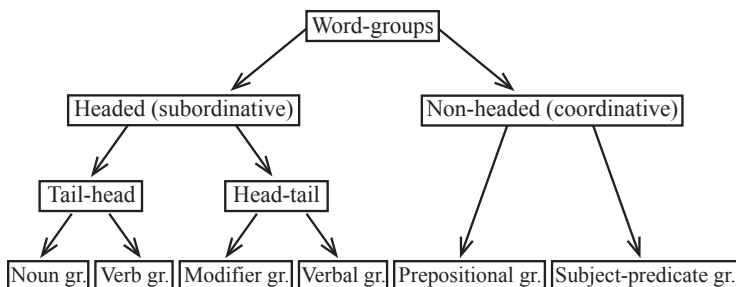 Word-groups
Headed (subordinative)
Non-headed (coordinative)
Tail-head
Head-tail
Noun gr.
Verb gr.
Modifier gr.
Verbal gr.
Prepositional gr.
Subject-predicate gr.